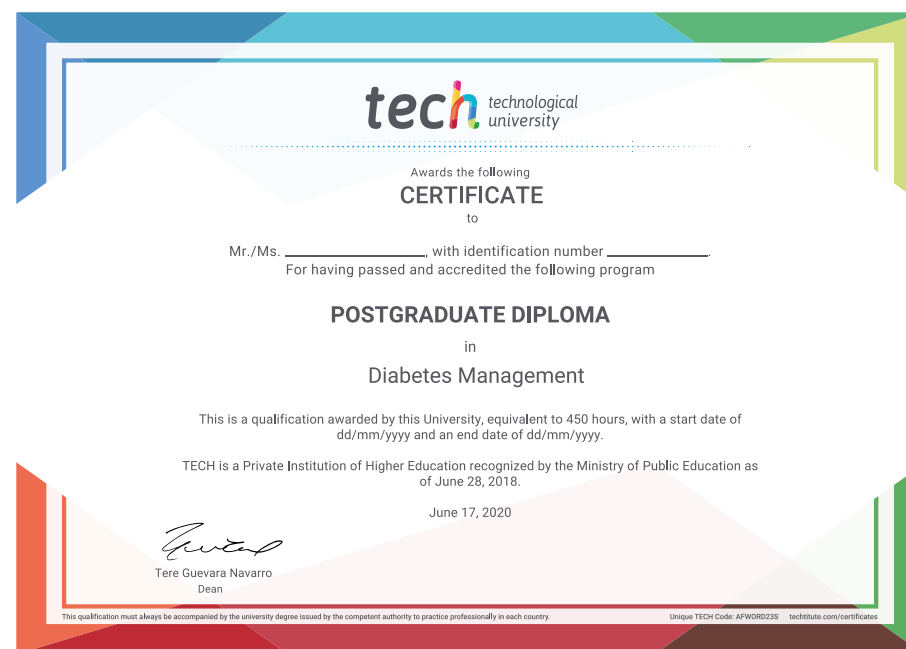 tech technological
university
Awards the following
CERTIFICATE
to
Mr./Ms. ____________, with identification number ____________.
For having passed and accredited the following program
POSTGRADUATE DIPLOMA
in
Diabetes Management
This is a qualification awarded by this University, equivalent to 450 hours, with a start date of
dd/mm/yyyy and an end date of dd/mm/yyyy.
TECH is a Private Institution of Higher Education recognized by the Ministry of Public Education as
of June 28, 2018.
June 17, 2020
Tere Guevara Navarro
Dean
This qualification must always be accompanied by the university degree issued by the competent authority to practice professionally in each country.
Unique TECH Code: AFWORD23S techtitute.com/certificates